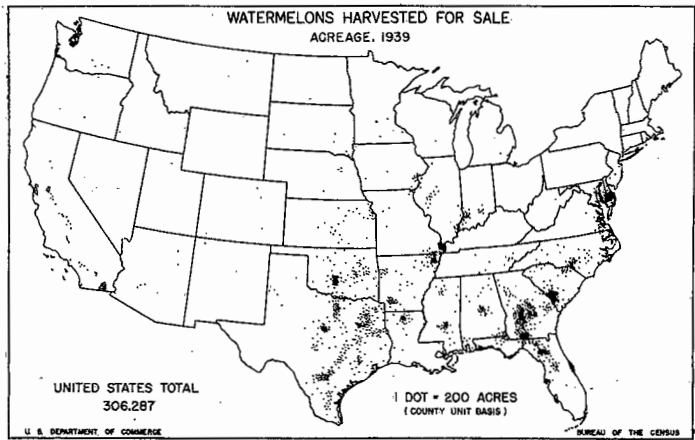 WATERMELONS HARVESTED FOR SALE
ACREAGE, 1939
UNITED STATES TOTAL
306,287
1 DOT = 200 ACRES
(COUNTY UNIT BASIS)
U. S. DEPARTMENT OF COMMERCE
BUREAU OF THE CENSUS